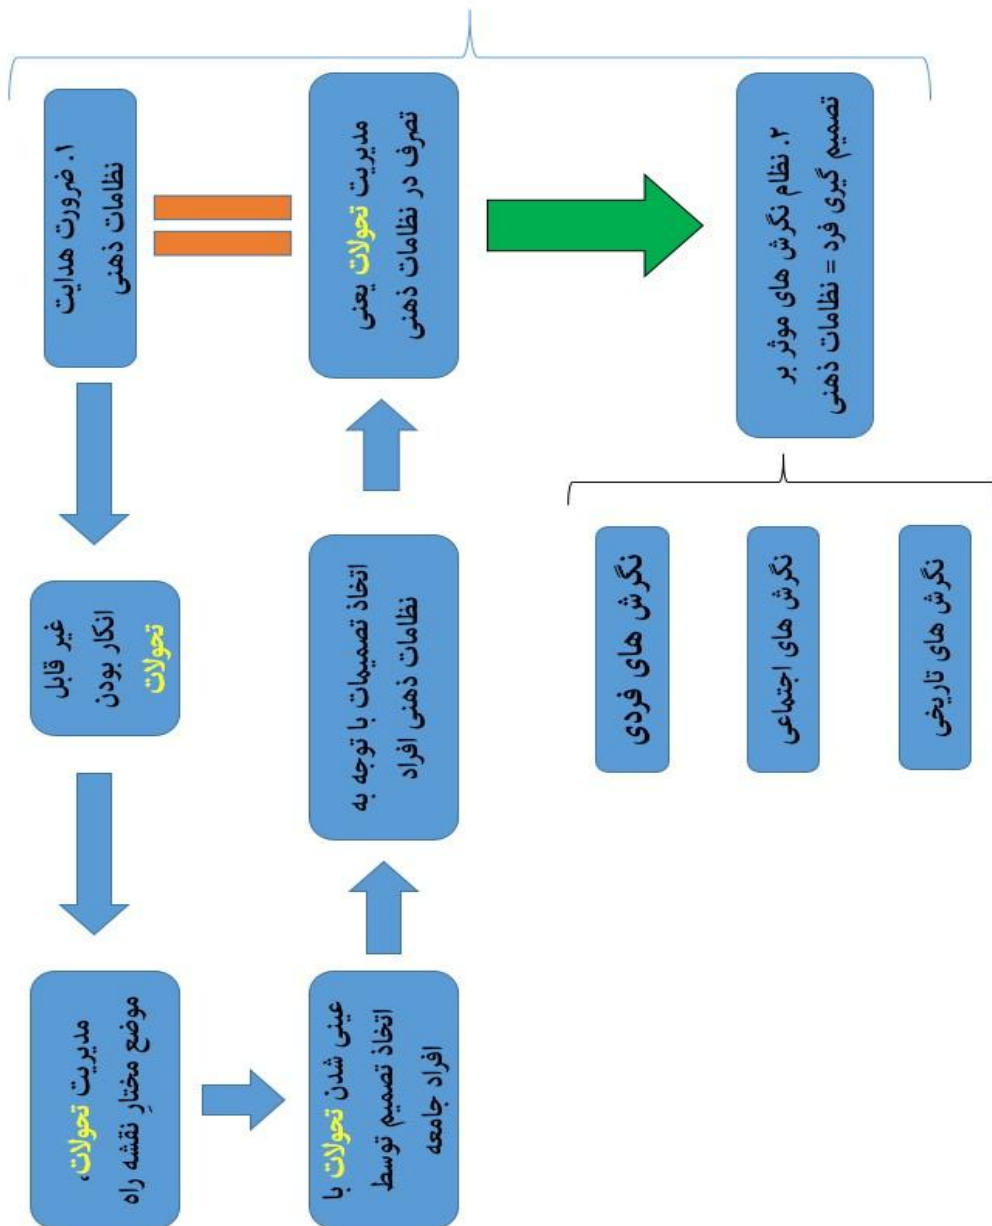 ۱. ضرورت هدایت
نظامات ذهنی
غیر قابل
انکار بودن
تحولات
مدیریت تحولات،
موضع مختارِ نقشه راه
عینی شدن تحولات با
اتخاذ تصمیم توسط
افراد جامعه
اتخاذ تصمیمات با توجه به
نظامات ذهنی افراد
مدیریت تحولات یعنی
تصرف در نظامات ذهنی
۲. نظام نگرش های موثر بر
تصمیم گیری فرد = نظامات ذهنی
نگرش های فردی
نگرش های اجتماعی
نگرش های تاریخی